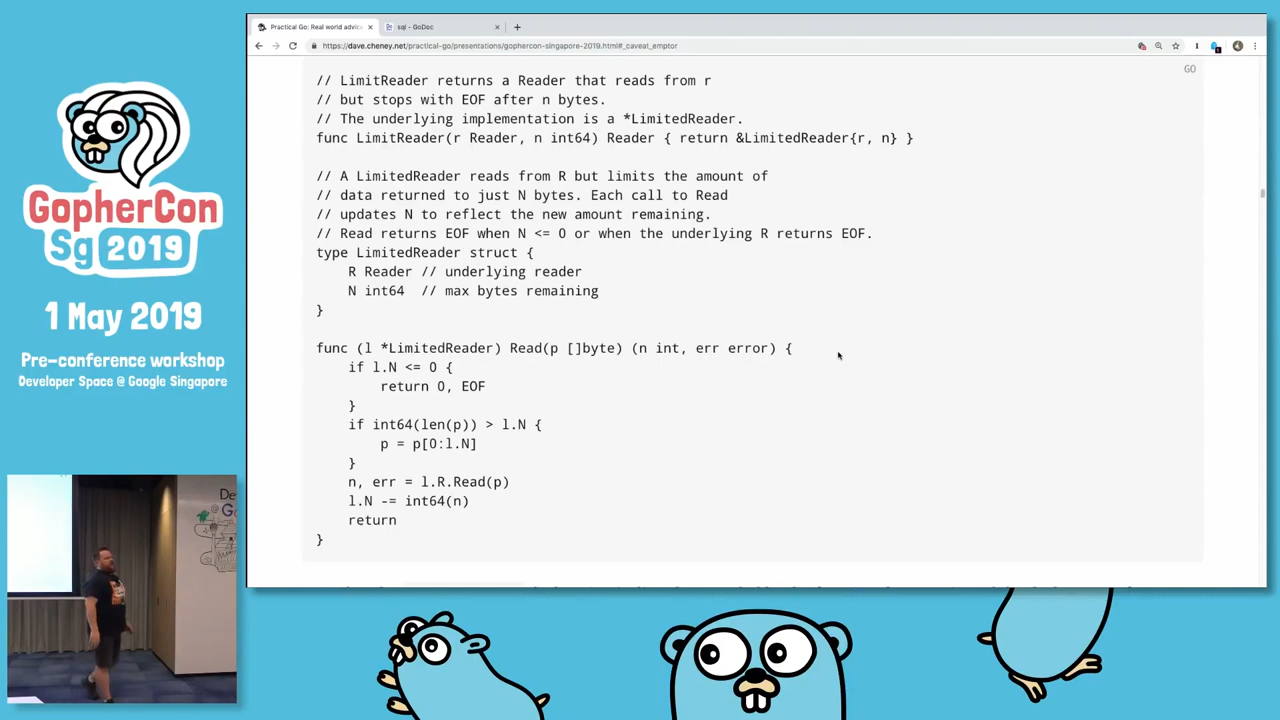 GopherCon
Sg 2019
1 May 2019
Pre-conference workshop
Developer Space @ Google Singapore
Practical Go: Real world advic
sql - GoDoc
https://dave.cheney.net/practical-go/presentations/gophercon-singapore-2019.html#_caveat_emptor
GO
// LimitReader returns a Reader that reads from r
// but stops with EOF after n bytes.
// The underlying implementation is a *LimitedReader.
func LimitReader(r Reader, n int64) Reader { return &LimitedReader{r, n} }
// A LimitedReader reads from R but limits the amount of
// data returned to just N bytes. Each call to Read
// updates N to reflect the new amount remaining.
// Read returns EOF when N <= 0 or when the underlying R returns EOF.
type LimitedReader struct {
    R Reader // underlying reader
    N int64  // max bytes remaining
}
func (l *LimitedReader) Read(p []byte) (n int, err error) {
    if l.N <= 0 {
        return 0, EOF
    }
    if int64(len(p)) > l.N {
        p = p[0:l.N]
    }
    n, err = l.R.Read(p)
    l.N -= int64(n)
    return
}
De
@ G